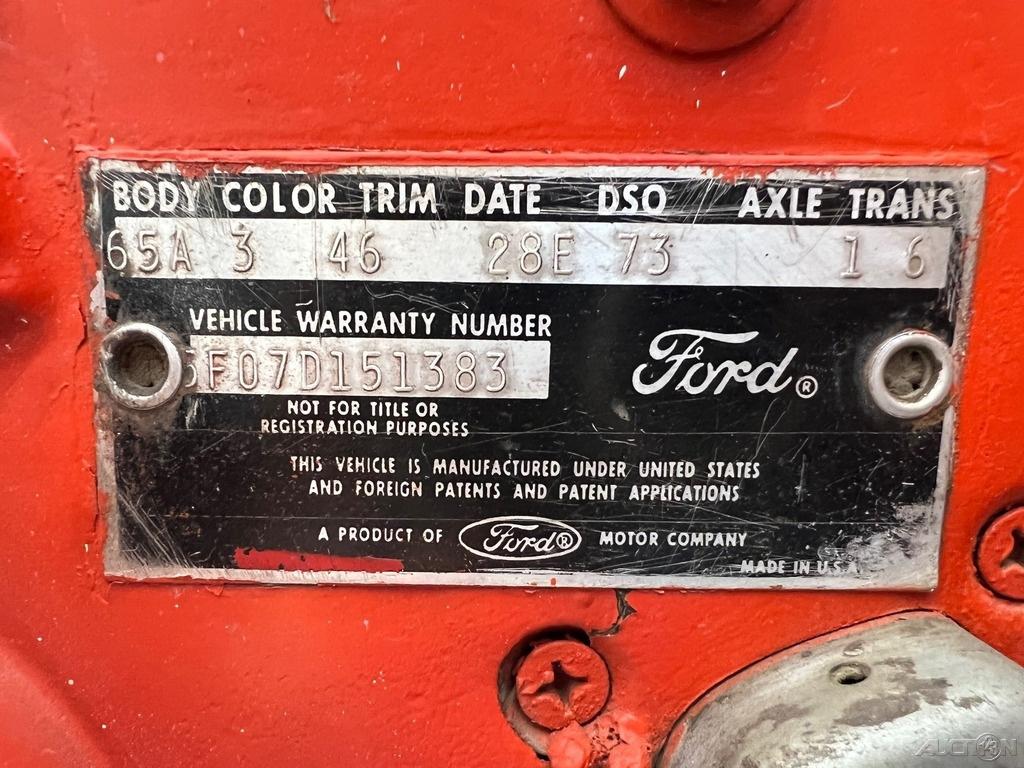 BODY COLOR TRIM DATE DSO AXLE TRANS
65A 3 46 28E 73 1 6
VEHICLE WARRANTY NUMBER
F07D151383
Ford®
NOT FOR TITLE OR
REGISTRATION PURPOSES
THIS VEHICLE IS MANUFACTURED UNDER UNITED STATES
AND FOREIGN PATENTS AND PATENT APPLICATIONS
A PRODUCT OF Ford® MOTOR COMPANY
MADE IN U.S.A.